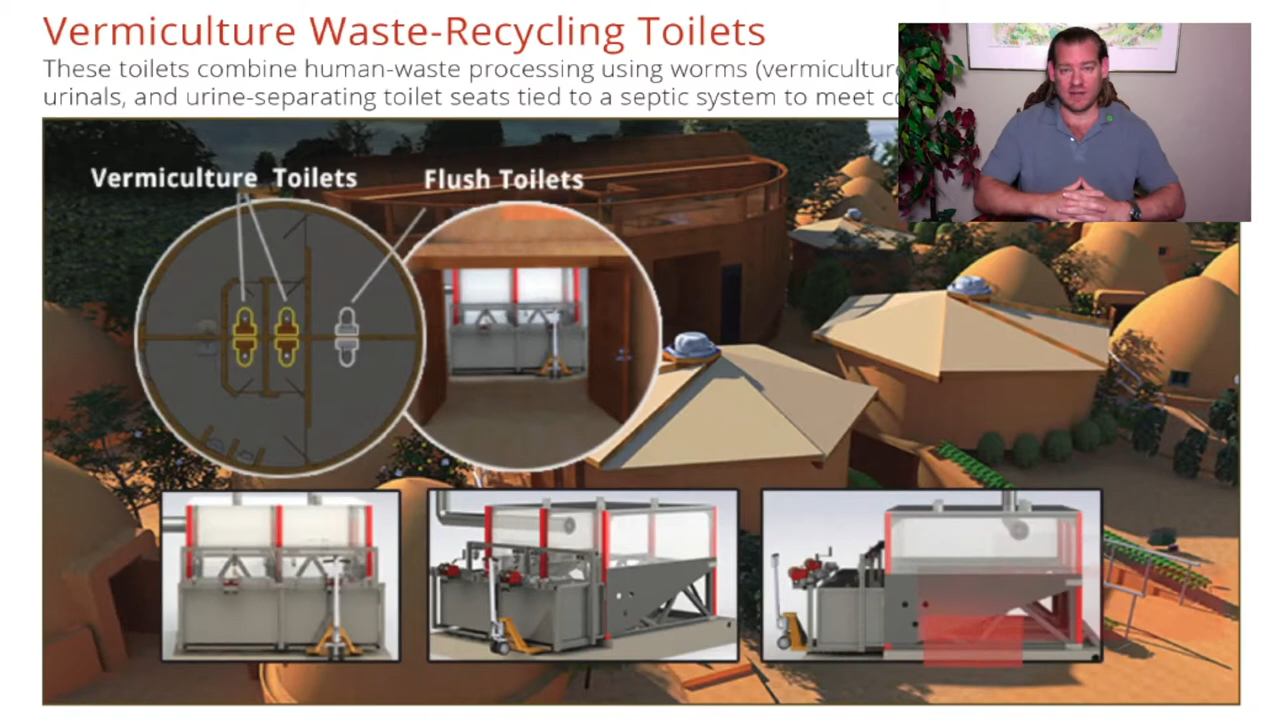 Vermiculture Waste-Recycling Toilets
These toilets combine human-waste processing using worms (vermiculture
urinals, and urine-separating toilet seats tied to a septic system to meet
Vermiculture Toilets
Flush Toilets